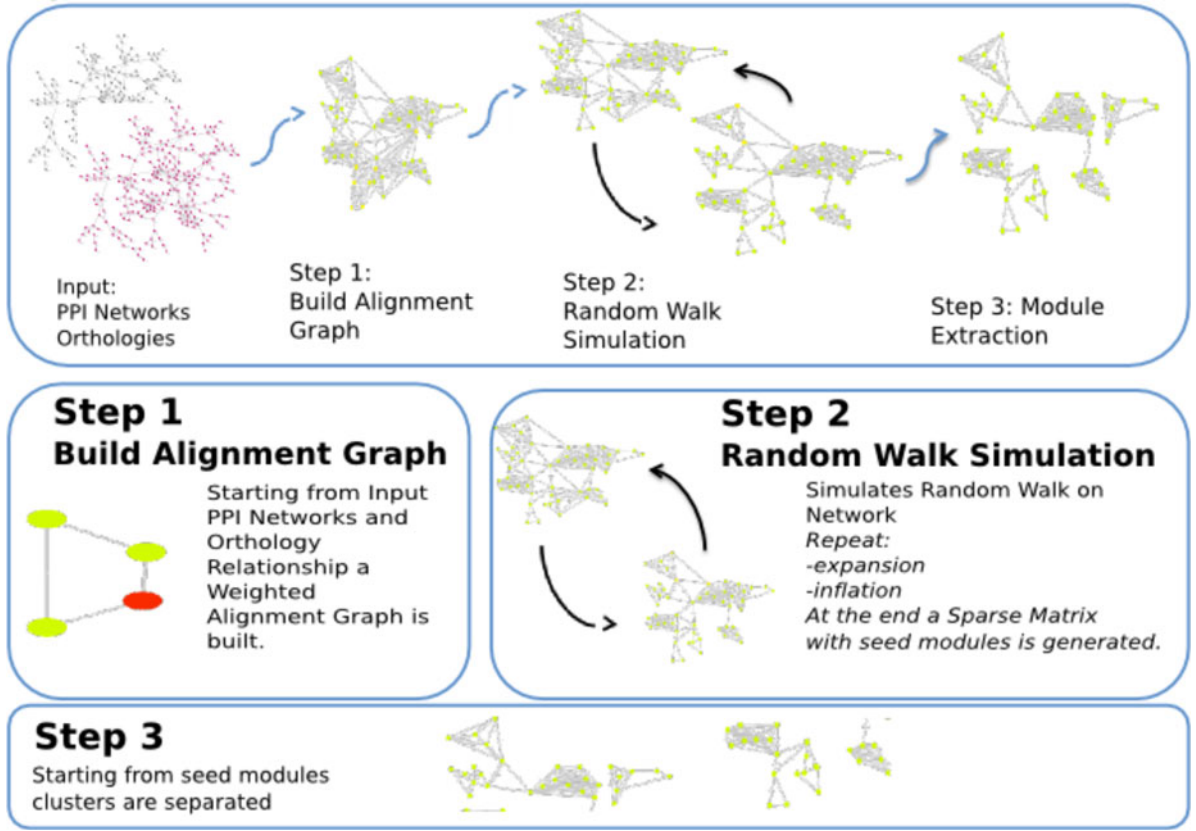 Input:
PPI Networks
Orthologies
Step 1:
Build Alignment
Graph
Step 2:
Random Walk
Simulation
Step 3: Module
Extraction
Step 1
Build Alignment Graph
Starting from Input
PPI Networks and
Orthology
Relationship a
Weighted
Alignment Graph is
built.
Step 2
Random Walk Simulation
Simulates Random Walk on
Network
Repeat:
-expansion
-inflation
At the end a Sparse Matrix
with seed modules is generated.
Step 3
Starting from seed modules
clusters are separated